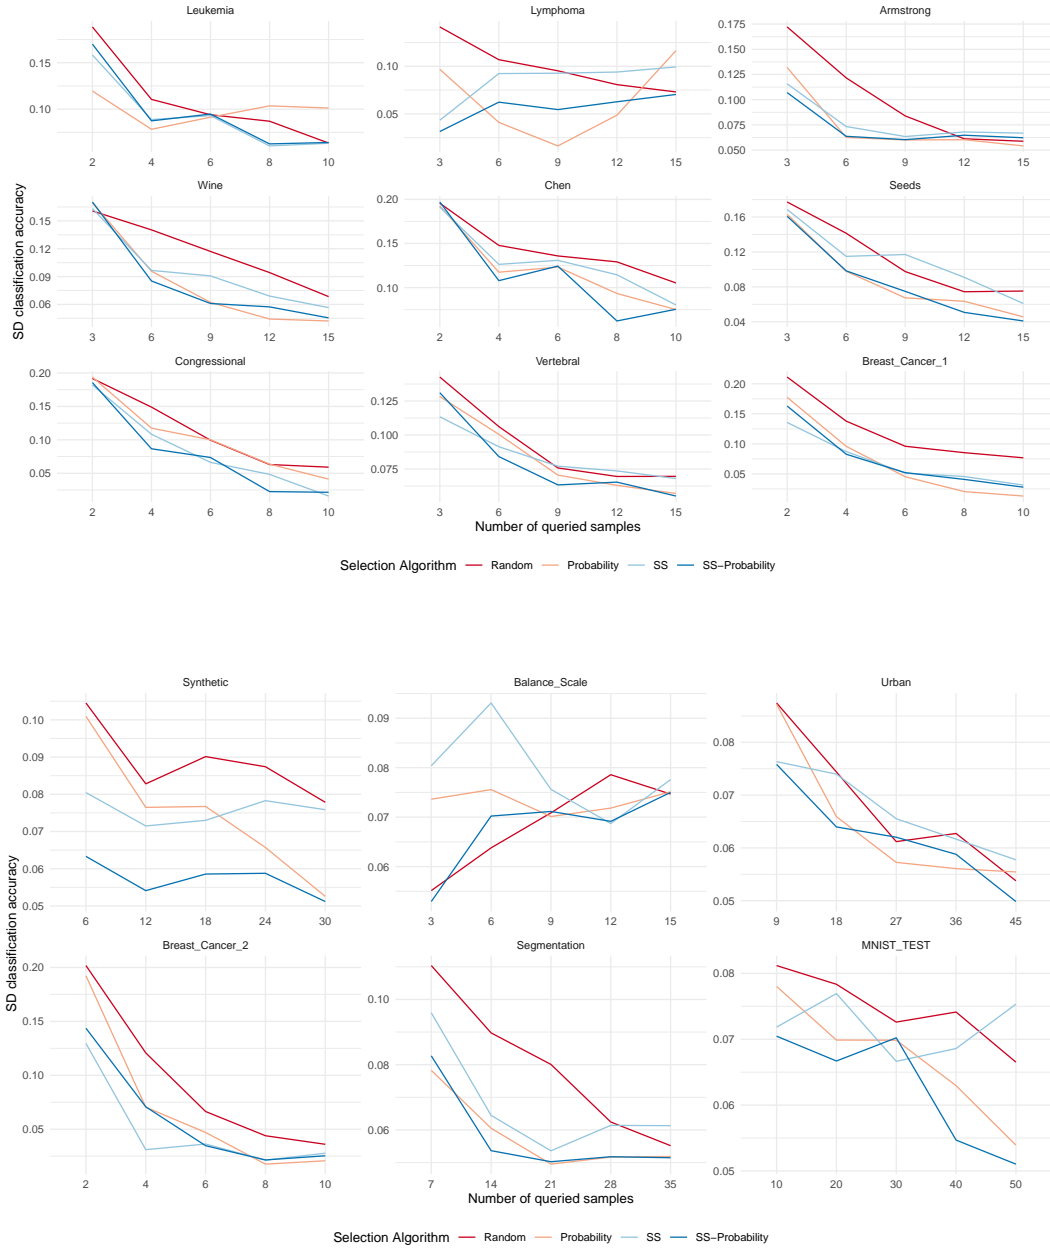 Leukemia
Lymphoma
Armstrong
0.15
0.10
2 4 6 8 10
0.10
0.05
3 6 9 12 15
0.175
0.150
0.125
0.100
0.075
0.050
3 6 9 12 15
SD classification accuracy
Wine
Chen
Seeds
0.15
0.12
0.09
0.06
3 6 9 12 15
0.20
0.15
0.10
2 4 6 8 10
0.16
0.12
0.08
0.04
3 6 9 12 15
Congressional
Vertebral
Breast_Cancer_1
0.20
0.15
0.10
0.05
2 4 6 8 10
0.125
0.100
0.075
3 6 9 12 15
0.20
0.15
0.10
0.05
2 4 6 8 10
Number of queried samples
Selection Algorithm Random Probability SS SS−Probability
Synthetic
Balance_Scale
Urban
0.10
0.09
0.08
0.07
0.06
0.05
6 12 18 24 30
0.09
0.08
0.07
0.06
3 6 9 12 15
0.08
0.07
0.06
0.05
9 18 27 36 45
SD classification accuracy
Breast_Cancer_2
Segmentation
MNIST_TEST
0.20
0.15
0.10
0.05
2 4 6 8 10
0.10
0.08
0.06
7 14 21 28 35
0.08
0.07
0.06
0.05
10 20 30 40 50
Number of queried samples
Selection Algorithm Random Probability SS SS−Probability